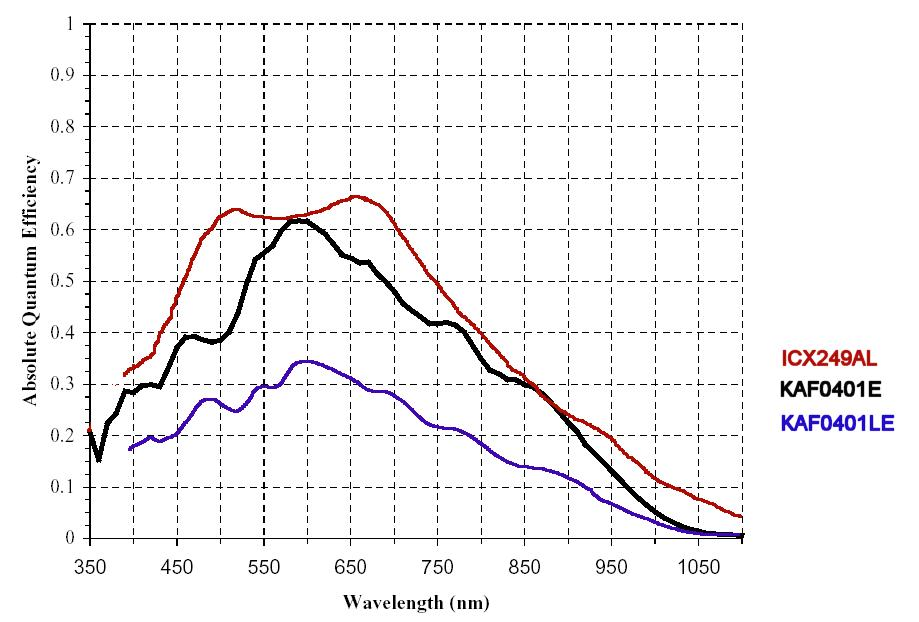 1
0.9
0.8
0.7
0.6
0.5
0.4
0.3
0.2
0.1
0
Absolute Quantum Efficiency
350 450 550 650 750 850 950 1050
Wavelength (nm)
ICX249AL
KAF0401E
KAF0401LE